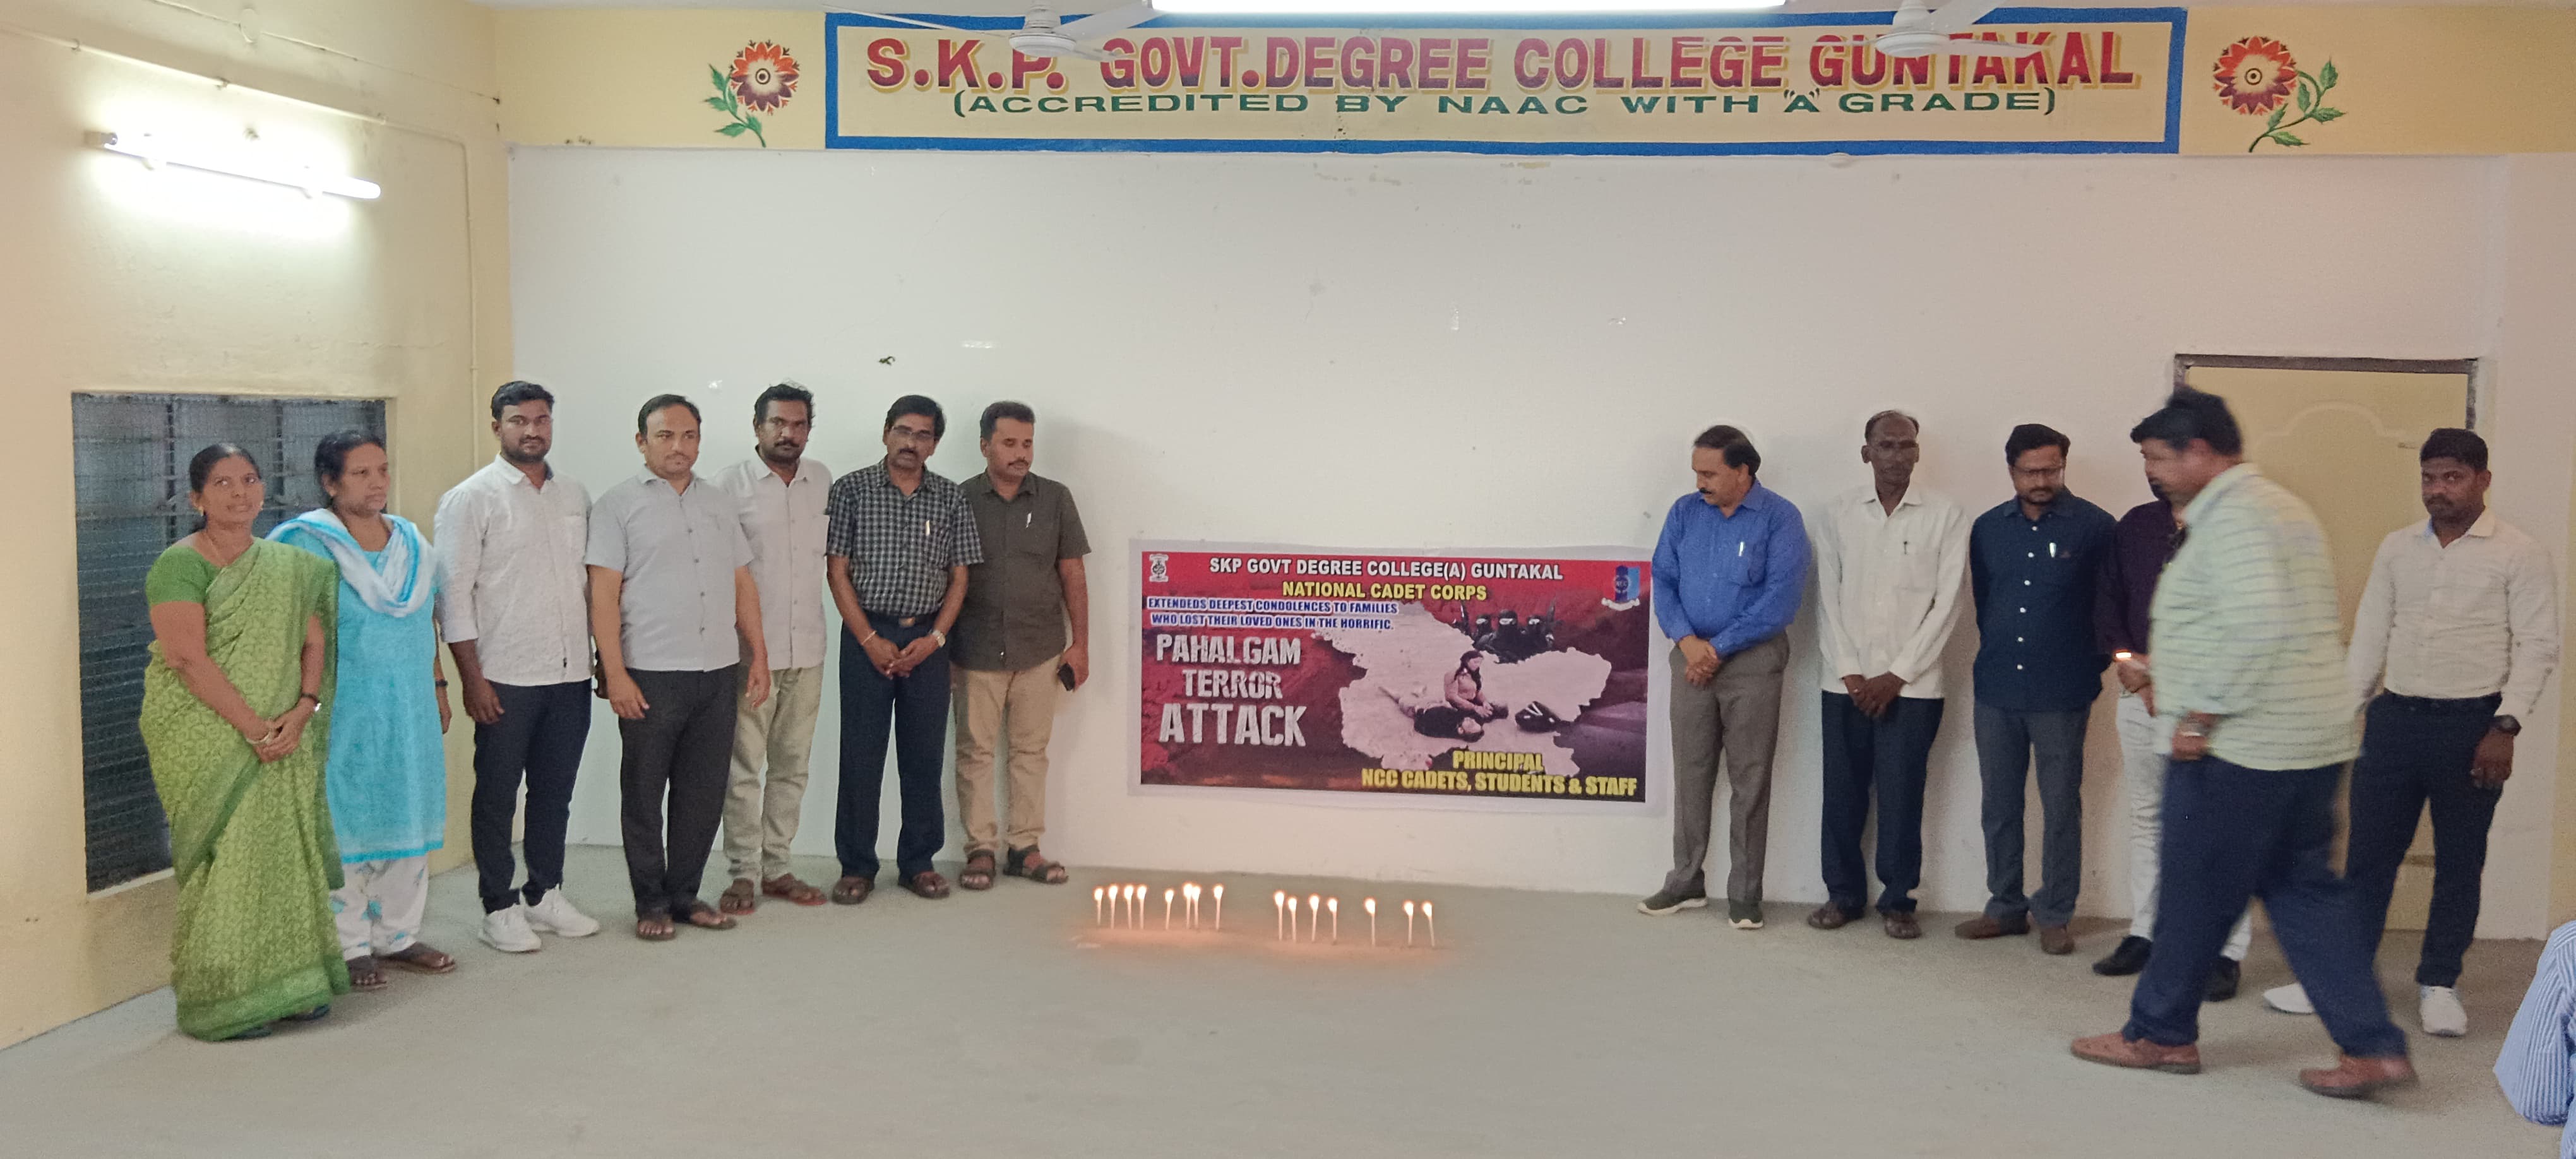 S.K.P. GOVT.DEGREE COLLEGE GUNTAKAL
(ACCREDITED BY NAAC WITH "A" GRADE)
SKP GOVT DEGREE COLLEGE(A) GUNTAKAL
NATIONAL CADET CORPS
EXTENDEDS DEEPEST CONDOLENCES TO FAMILIES
WHO LOST THEIR LOVED ONES IN THE HORRIFIC.
PAHALGAM
TERROR
ATTACK
PRINCIPAL
NCC CADETS, STUDENTS & STAFF